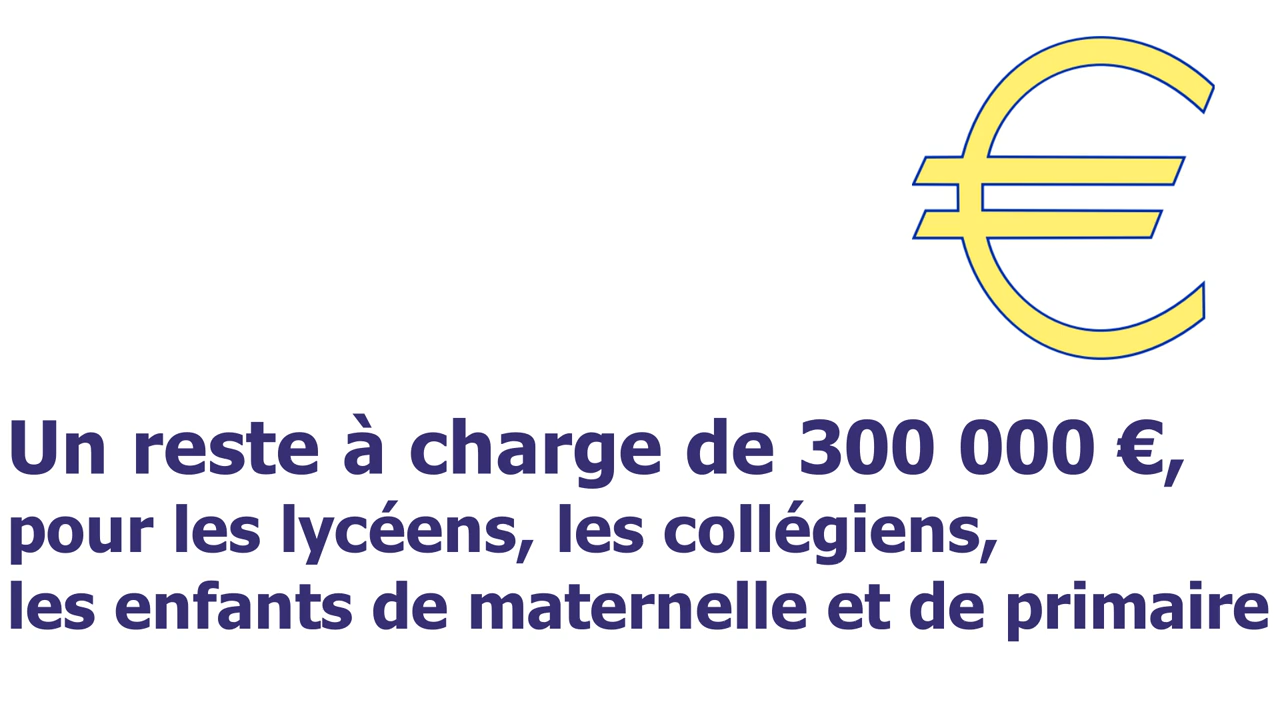 €
Un reste à charge de 300 000 €,
pour les lycéens, les collégiens,
les enfants de maternelle et de primaire